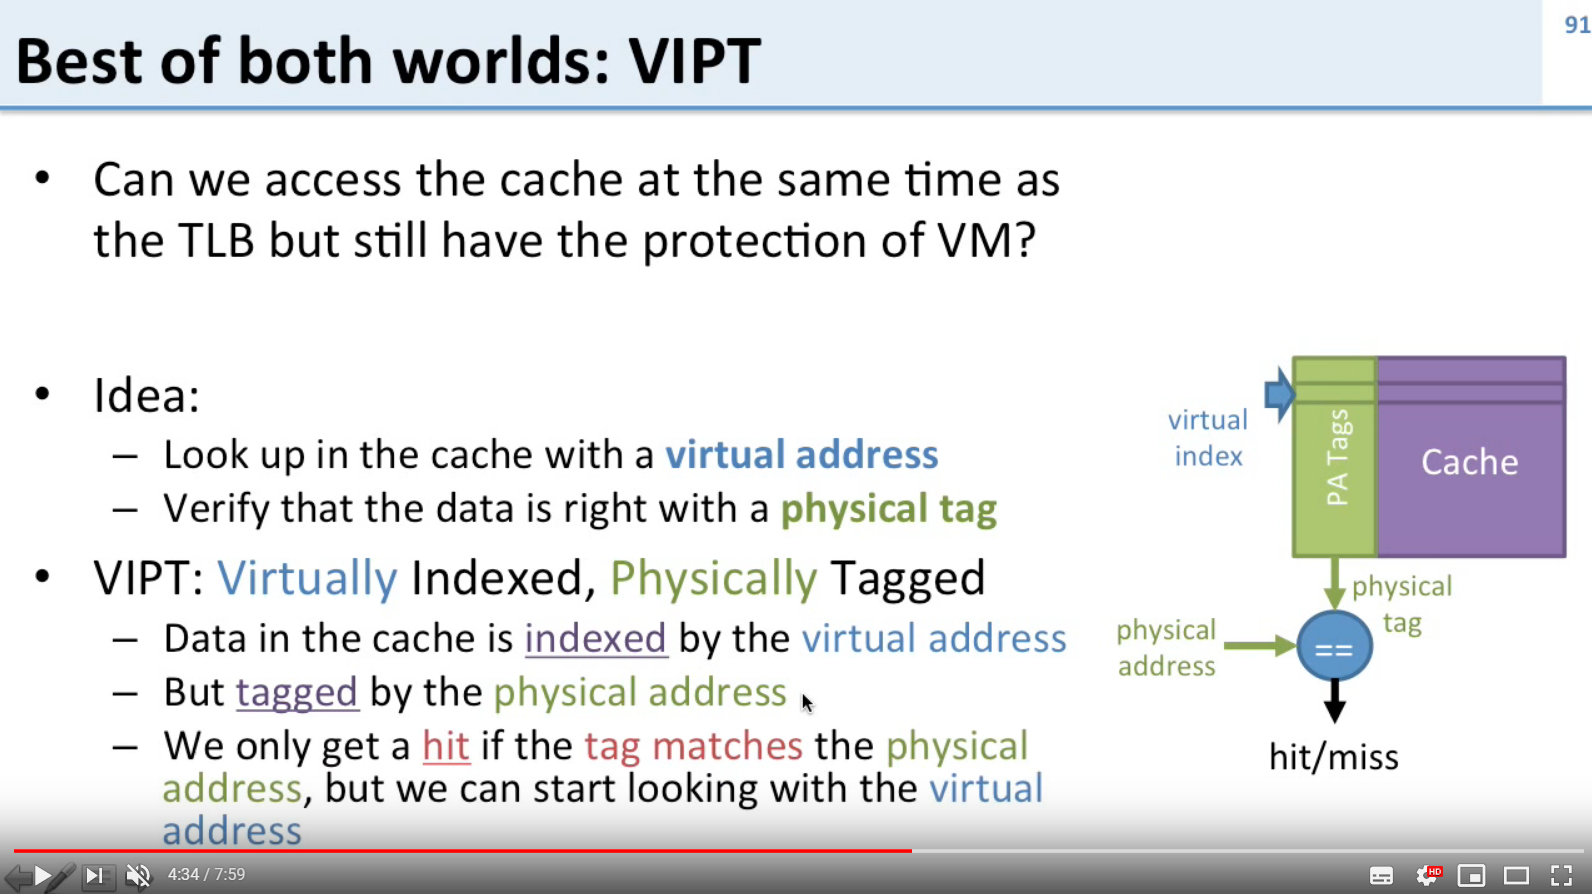 Best of both worlds: VIPT
91
• Can we access the cache at the same time as
the TLB but still have the protection of VM?
• Idea:
– Look up in the cache with a virtual address
– Verify that the data is right with a physical tag
• VIPT: Virtually Indexed, Physically Tagged
– Data in the cache is indexed by the virtual address
– But tagged by the physical address
– We only get a hit if the tag matches the physical
address, but we can start looking with the virtual
address
virtual
index
PA Tags
Cache
physical
tag
physical
address
==
hit/miss
4:34 / 7:59
HD